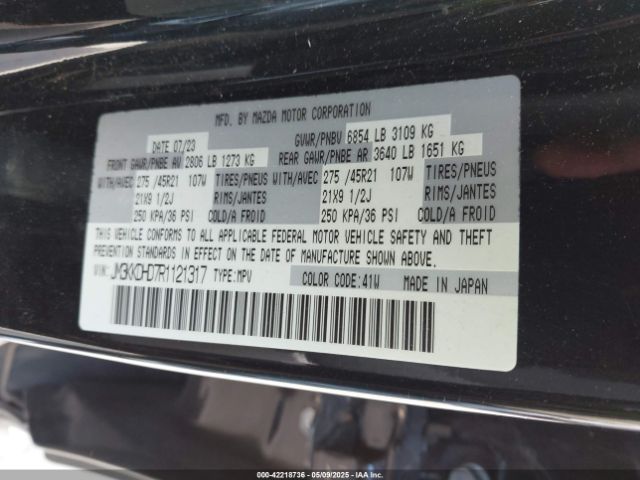 MFD. BY MAZDA MOTOR CORPORATION
DATE 07/23 GVWR/PNBV 6854 LB 3109 KG
FRONT GAWR/PNBE AV 2806 LB 1273 KG REAR GAWR/PNBE AR 3640 LB 1651 KG
WITH/AVEC 275 /45R21 107W TIRES/PNEUS WITH/AVEC 275 /45R21 107W TIRES/PNEUS
21X9 1/2J RIMS/JANTES 21X9 1/2J RIMS/JANTES
250 KPA/36 PSI COLD/A FROID 250 KPA/36 PSI COLD/A FROID
THIS VEHICLE CONFORMS TO ALL APPLICABLE FEDERAL MOTOR VEHICLE SAFETY AND THEFT
PREVENTION STANDARDS IN EFFECT ON THE DATE OF MANUFACTURE SHOWN ABOVE.
VIN: JM3KKDHD7R1121317 TYPE:MPV COLOR CODE:41W MADE IN JAPAN
000-42218736 - 05/09/2025 - IAA Inc.